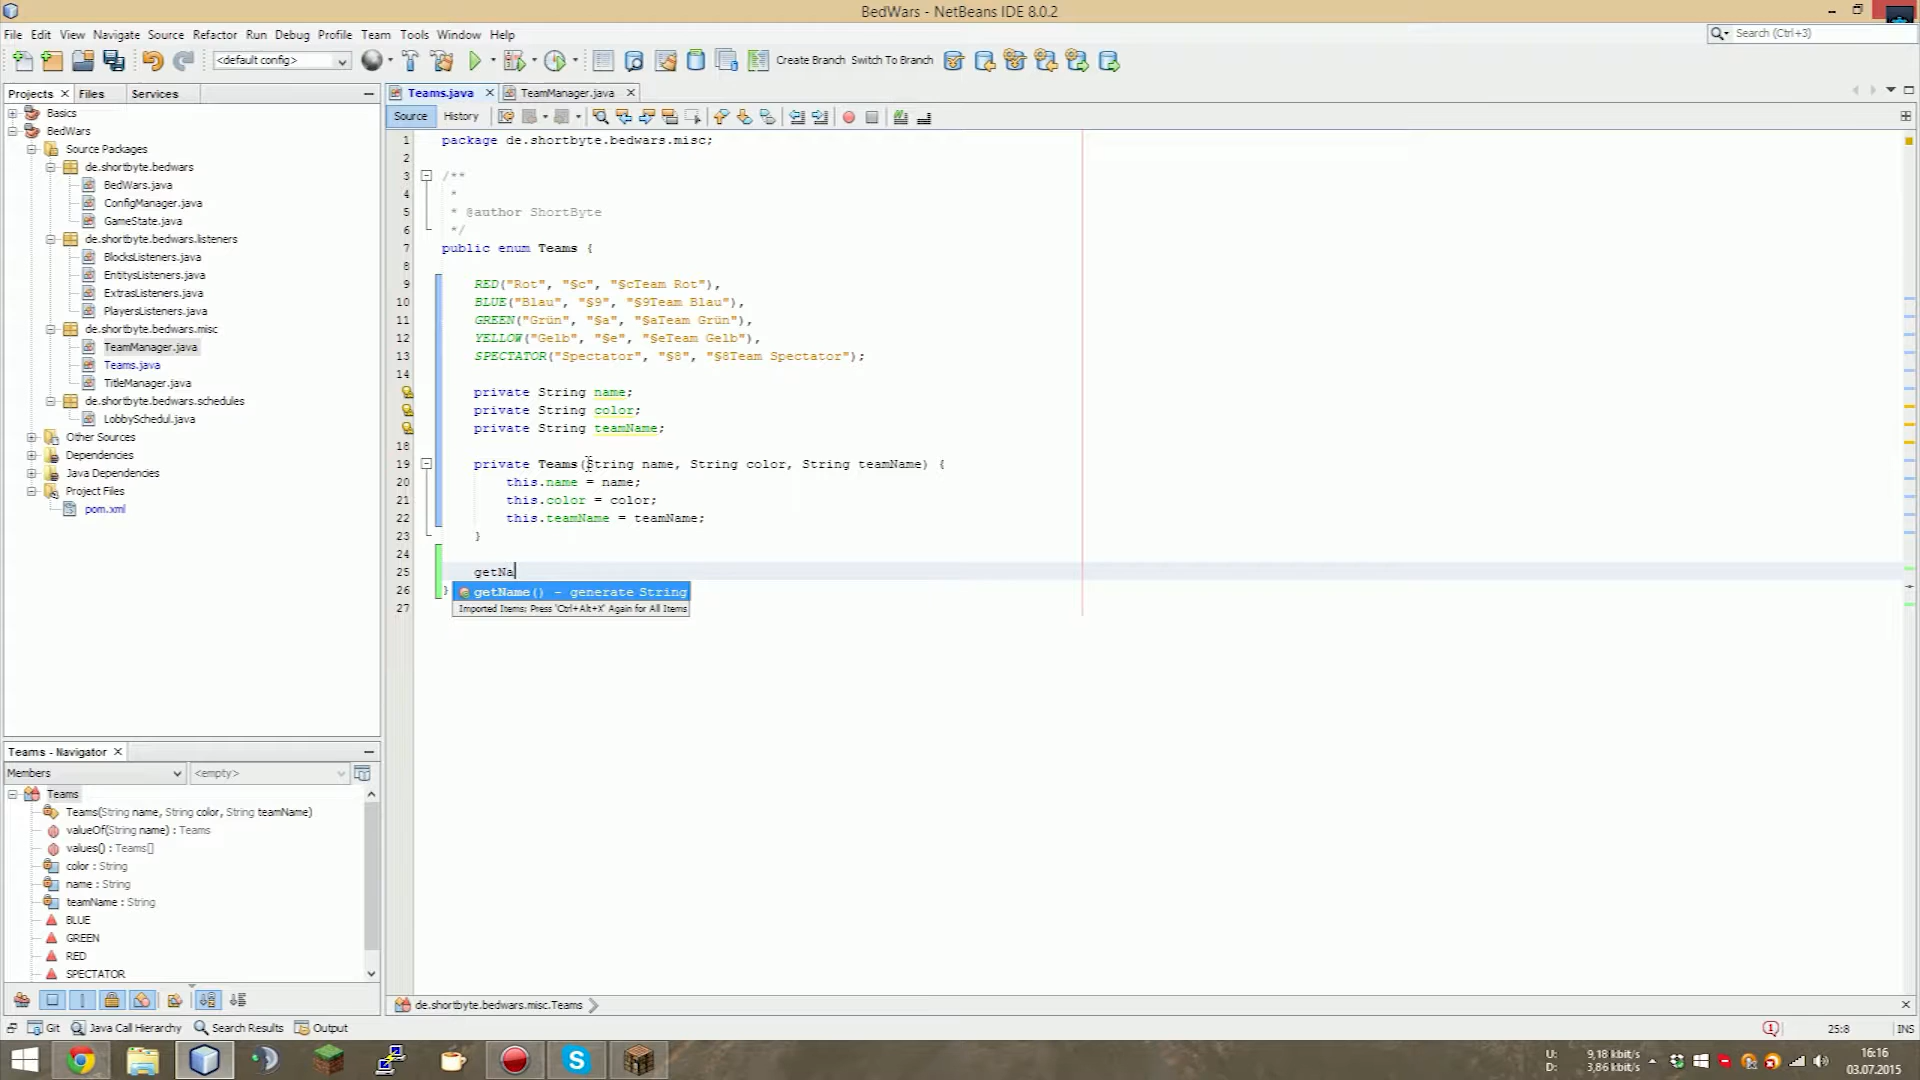 BedWars - NetBeans IDE 8.0.2
File Edit View Navigate Source Refactor Run Debug Profile Team Tools Window Help
Search (Ctrl+3)
<default config>
Create Branch Switch To Branch
Projects Files Services
Teams.java TeamManager.java
Source History
Basics
BedWars
Source Packages
de.shortbyte.bedwars
BedWars.java
ConfigManager.java
GameState.java
de.shortbyte.bedwars.listeners
BlocksListeners.java
EntitysListeners.java
ExtrasListeners.java
PlayersListeners.java
de.shortbyte.bedwars.misc
TeamManager.java
Teams.java
TitleManager.java
de.shortbyte.bedwars.schedules
LobbySchedul.java
Other Sources
Dependencies
Java Dependencies
Project Files
pom.xml
1 package de.shortbyte.bedwars.misc;
2
3 /**
4 *
5 * @author ShortByte
6 */
7 public enum Teams {
8
9 RED("Rot", "§c", "§cTeam Rot"),
10 BLUE("Blau", "§9", "§9Team Blau"),
11 GREEN("Grün", "§a", "§aTeam Grün"),
12 YELLOW("Gelb", "§e", "§eTeam Gelb"),
13 SPECTATOR("Spectator", "§8", "§8Team Spectator");
14
private String name;
private String color;
private String teamName;
18
19 private Teams(String name, String color, String teamName) {
20 this.name = name;
21 this.color = color;
22 this.teamName = teamName;
23 }
24
25 getNa
26 }
27
getName() - generate String
Imported Items; Press 'Ctrl+Alt+X' Again for All Items
Teams - Navigator
Members <empty>
Teams
Teams(String name, String color, String teamName)
valueOf(String name) : Teams
values() : Teams[]
color : String
name : String
teamName : String
BLUE
GREEN
RED
SPECTATOR
de.shortbyte.bedwars.misc.Teams
Git Java Call Hierarchy Search Results Output
1 25:8 INS
U: 9,18 kbit/s
D: 3,86 kbit/s
16:16
03.07.2015